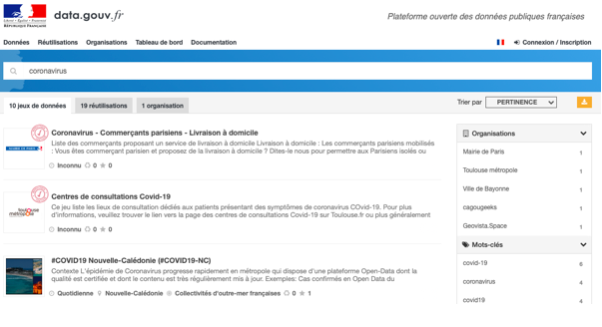 data.gouv.fr
RÉPUBLIQUE FRANÇAISE
Plateforme ouverte des données publiques françaises
Données Réutilisations Organisations Tableau de bord Documentation
Connexion / Inscription
coronavirus
10 jeux de données 19 réutilisations 1 organisation
Trier par PERTINENCE
Coronavirus - Commerçants parisiens - Livraison à domicile
Liste des commerçants proposant un service de livraison à domicile Livraison à domicile : Les commerçants parisiens mobilisés
: Vous êtes commerçant parisien et proposez de la livraison à domicile ? Dites-le nous pour permettre aux Parisiens isolés ou
Inconnu 0 0
toulouse
métropole
Centres de consultations Covid-19
Ce jeu liste les lieux de consultation dédiés aux patients présentant des symptômes de coronavirus COvid-19. Pour plus
d'informations, veuillez trouver le lien vers la page des centres de consultations Covid-19 sur Toulouse.fr ou plus généralement
Inconnu 0 0
#COVID19 Nouvelle-Calédonie (#COVID19-NC)
Contexte L'épidémie de Coronavirus progresse rapidement en métropole qui dispose d'une plateforme Open-Data dont la
qualité est certifiée et dont le contenu est très régulièrement mis à jour. Exemples: Cas confirmés en Open Data du
Quotidienne Nouvelle-Calédonie Collectivités d'outre-mer françaises 0 1
Organisations
Mairie de Paris 1
Toulouse métropole 1
Ville de Bayonne 1
cagougeeks 1
Geovista.Space 1
Mots-clés
covid-19 6
coronavirus 4
covid19 4